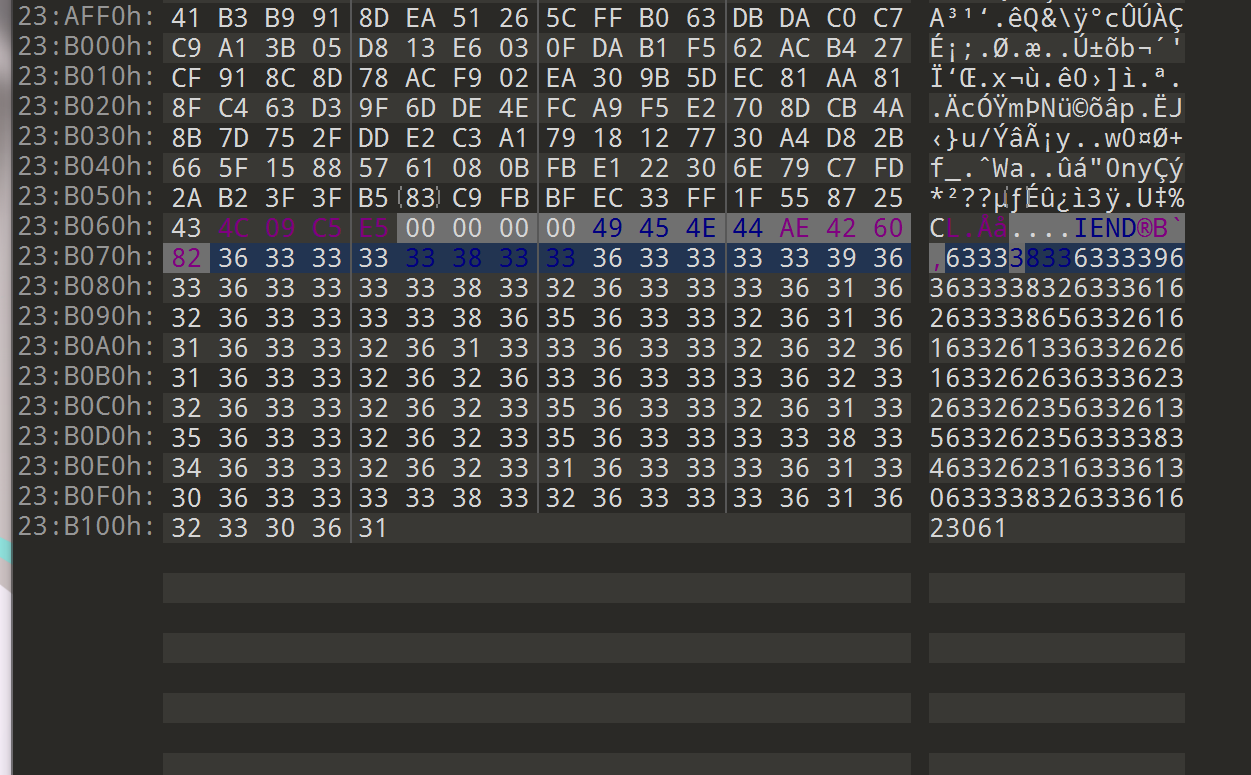 23:AFF0h: 41 B3 B9 91 8D EA 51 26 5C FF B0 63 DB DA C0 C7 A³¹‘.êQ&\ÿ°cÛÚÀÇ
23:B000h: C9 A1 3B 05 D8 13 E6 03 0F DA B1 F5 62 AC B4 27 É¡;.Ø.æ..Ú±õb¬´'
23:B010h: CF 91 8C 8D 78 AC F9 02 EA 30 9B 5D EC 81 AA 81 Ï‘Œ.x¬ù.ê0›]ì.ª.
23:B020h: 8F C4 63 D3 9F 6D DE 4E FC A9 F5 E2 70 8D CB 4A .ÄcÓŸmÞNü©õâp.ËJ
23:B030h: 8B 7D 75 2F DD E2 C3 A1 79 18 12 77 30 A4 D8 2B ‹}u/ÝâÃ¡y..w0¤Ø+
23:B040h: 66 5F 15 88 57 61 08 0B FB E1 22 30 6E 79 C7 FD f_.ˆWa..ûá"0nyÇý
23:B050h: 2A B2 3F 3F B5 83 C9 FB BF EC 33 FF 1F 55 87 25 *²??µƒÉû¿ì3ÿ.U‡%
23:B060h: 43 4C 09 C5 E5 00 00 00 00 49 45 4E 44 AE 42 60 CL.Åå....IEND®B`
23:B070h: 82 36 33 33 33 33 38 33 33 36 33 33 33 33 39 36 ‚633338336333396
23:B080h: 33 36 33 33 33 33 38 33 32 36 33 33 33 36 31 36 3633338326333616
23:B090h: 32 36 33 33 33 33 38 36 35 36 33 33 32 36 31 36 2633338656332616
23:B0A0h: 31 36 33 33 32 36 31 33 33 36 33 33 32 36 32 36 1633261336332626
23:B0B0h: 31 36 33 33 32 36 32 36 33 36 33 33 36 32 33 1633262636333623
23:B0C0h: 32 36 33 33 32 36 32 33 35 36 33 33 32 36 31 33 2633262356332613
23:B0D0h: 35 36 33 33 32 36 32 33 35 36 33 33 33 33 38 33 5633262356333383
23:B0E0h: 34 36 33 33 32 36 32 33 31 36 33 33 33 36 31 33 4633262316333613
23:B0F0h: 30 36 33 33 33 33 38 33 32 36 33 33 33 36 31 36 0633338326333616
23:B100h: 32 33 30 36 31 23061